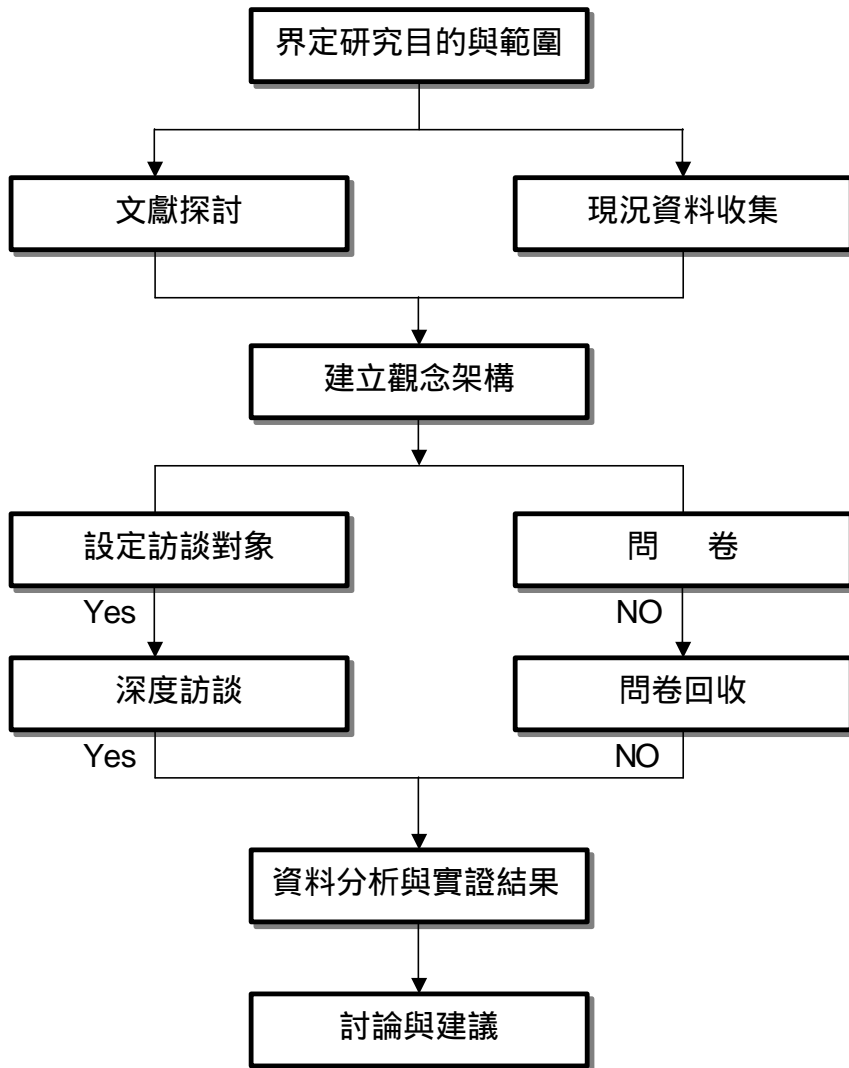 界定研究目的與範圍
文獻探討
現況資料收集
建立觀念架構
設定訪談對象
問 卷
Yes
NO
深度訪談
問卷回收
Yes
NO
資料分析與實證結果
討論與建議